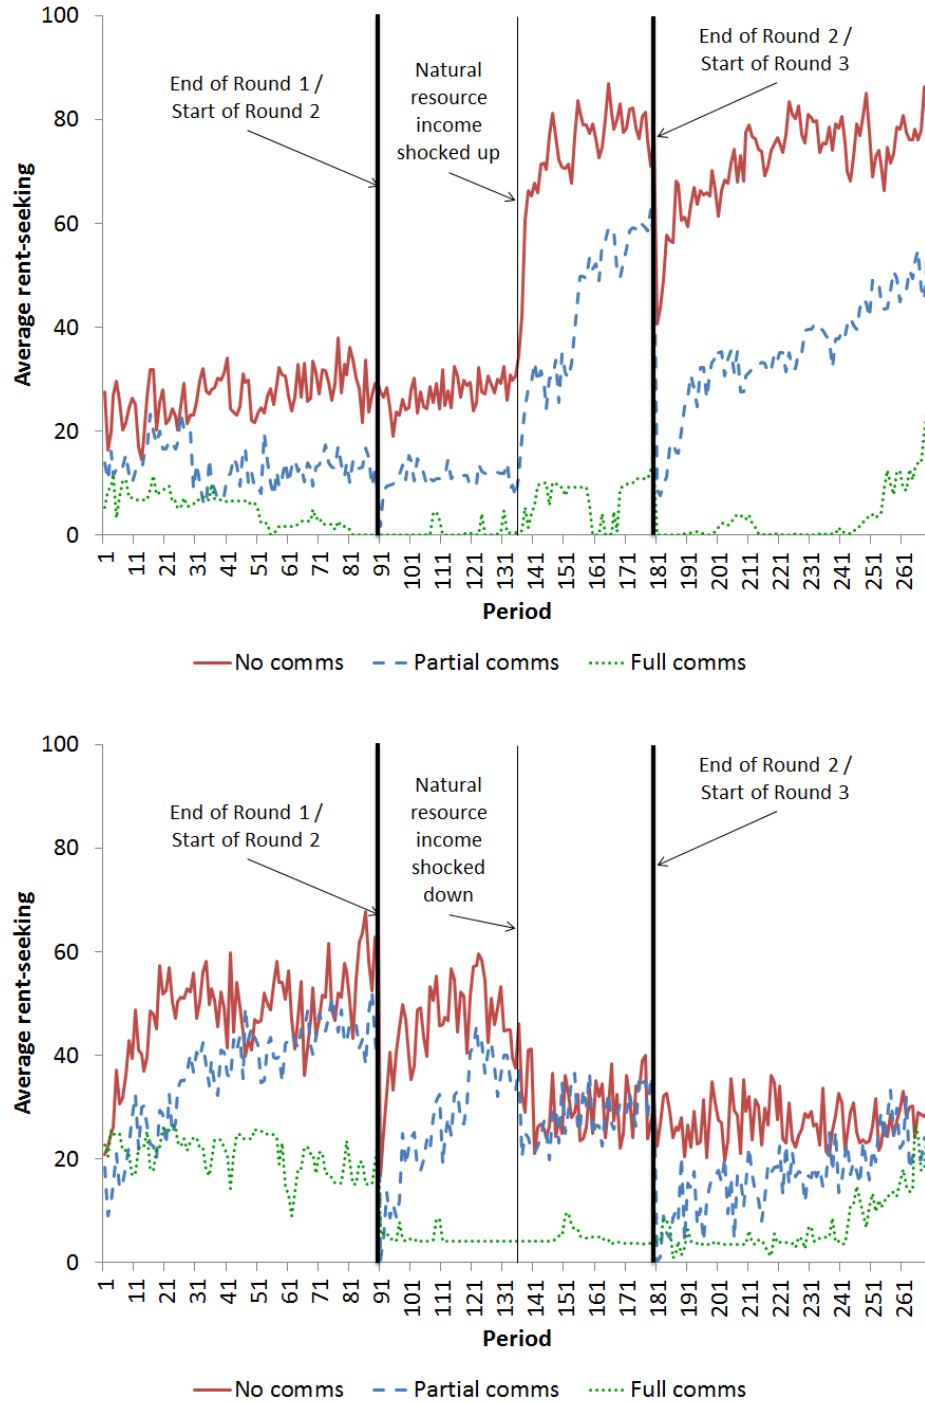 100
80
60
40
20
0
Average rent-seeking
End of Round 1 /
Start of Round 2
Natural
resource
income
shocked up
End of Round 2 /
Start of Round 3
1 11 21 31 41 51 61 71 81 91 101 111 121 131 141 151 161 171 181 191 201 211 221 231 241 251 261
Period
No comms Partial comms Full comms
100
80
60
40
20
0
Average rent-seeking
End of Round 1 /
Start of Round 2
Natural
resource
income
shocked
down
End of Round 2 /
Start of Round 3
1 11 21 31 41 51 61 71 81 91 101 111 121 131 141 151 161 171 181 191 201 211 221 231 241 251 261
Period
No comms Partial comms Full comms